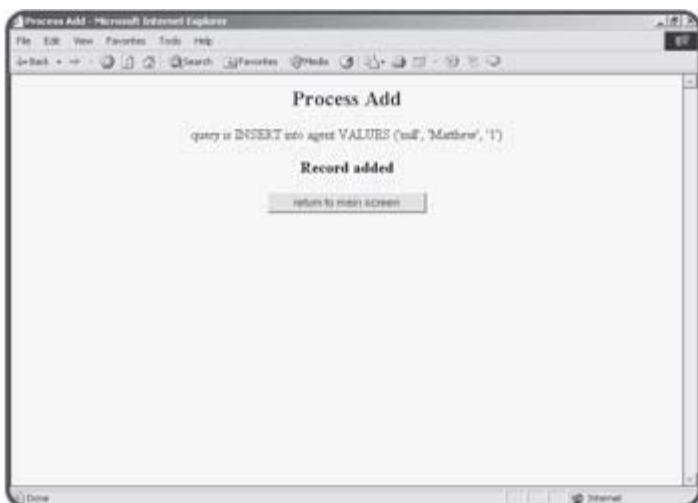 Process Add - Microsoft Internet Explorer
File Edit View Favorites Tools Help
Back Search Favorites Media
Process Add
query is INSERT into agent VALUES ('null', 'Matthew', '1')
Record added
return to main screen
Done Internet